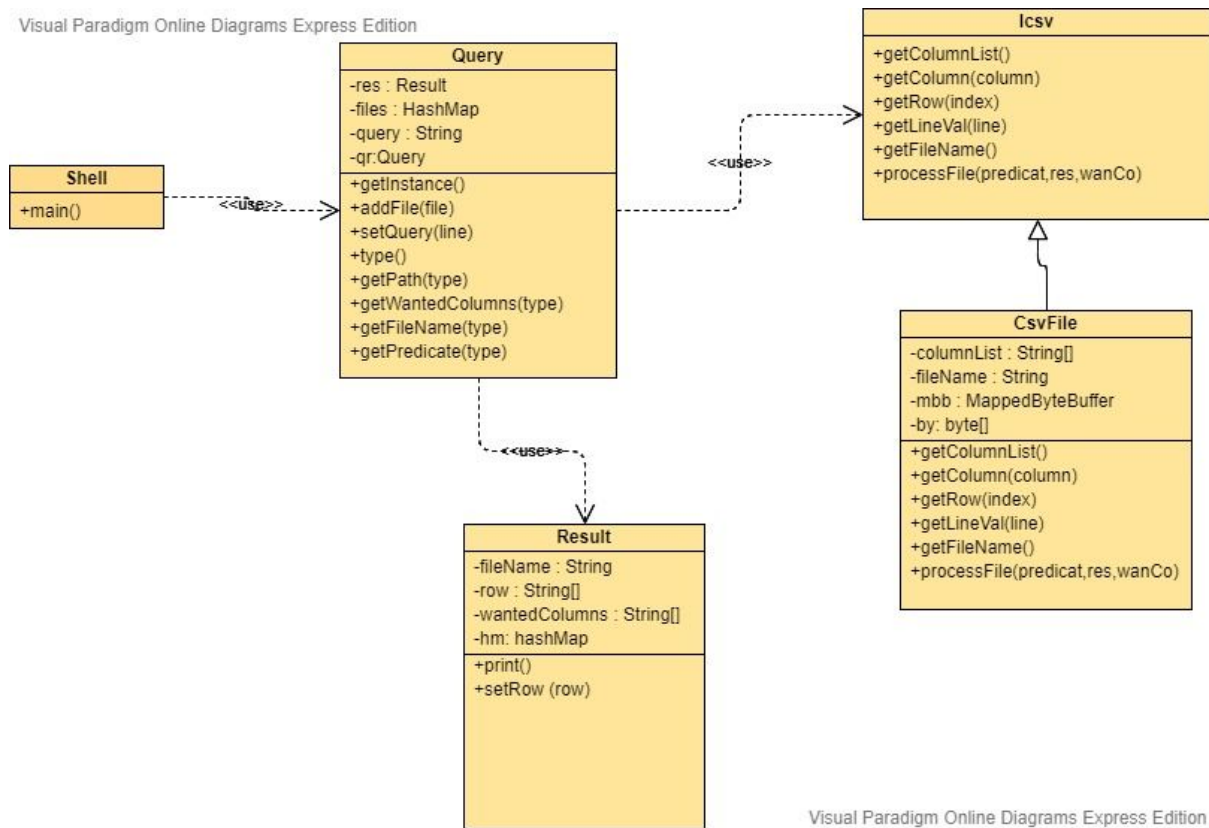 Visual Paradigm Online Diagrams Express Edition
Icsv
+getColumnList()
+getColumn(column)
+getRow(index)
+getLineVal(line)
+getFileName()
+processFile(predicat,res,wanCo)
Query
-res : Result
-files : HashMap
-query : String
-qr:Query
+getInstance()
+addFile(file)
+setQuery(line)
+type()
+getPath(type)
+getWantedColumns(type)
+getFileName(type)
+getPredicate(type)
<<use>>
Shell
+main()
<<use>>
CsvFile
-columnList : String[]
-fileName : String
-mbb : MappedByteBuffer
-by: byte[]
+getColumnList()
+getColumn(column)
+getRow(index)
+getLineVal(line)
+getFileName()
+processFile(predicat,res,wanCo)
<<use>>
Result
-fileName : String
-row : String[]
-wantedColumns : String[]
-hm: hashMap
+print()
+setRow (row)
Visual Paradigm Online Diagrams Express Edition